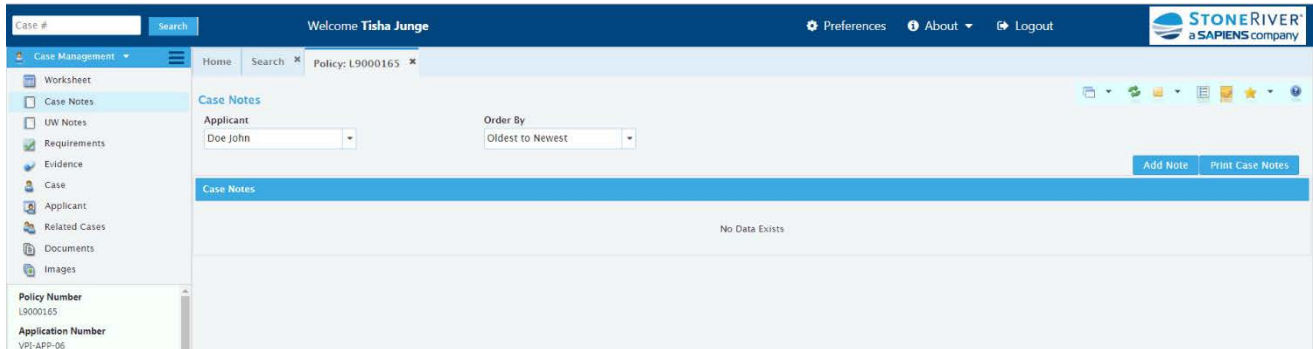 Case #
Search
Welcome Tisha Junge
Preferences
About
Logout
STONERIVER®
a SAPIENS company
Case Management
Home
Search
Policy: L9000165
Worksheet
Case Notes
UW Notes
Requirements
Evidence
Case
Applicant
Related Cases
Documents
Images
Policy Number
L9000165
Application Number
VPI-APP-06
Case Notes
Applicant
Order By
Doe John
Oldest to Newest
Add Note
Print Case Notes
Case Notes
No Data Exists